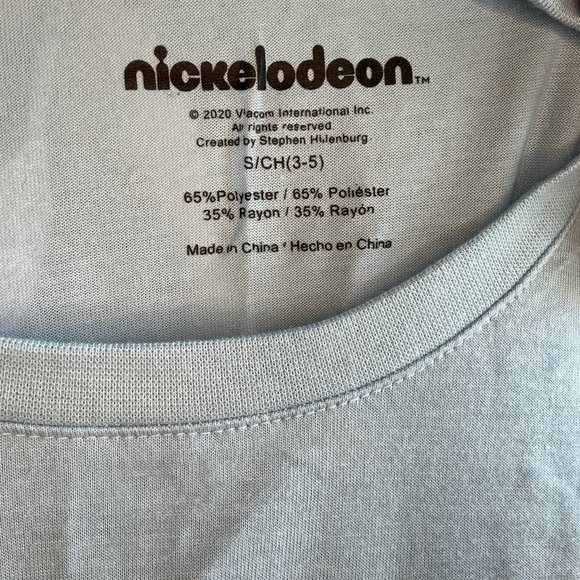 nickelodeon™
© 2020 Viacom International Inc.
All rights reserved
Created by Stephen Hillenburg
S/CH(3-5)
65%Polyester / 65% Poliéster
35% Rayon / 35% Rayón
Made in China / Hecho en China